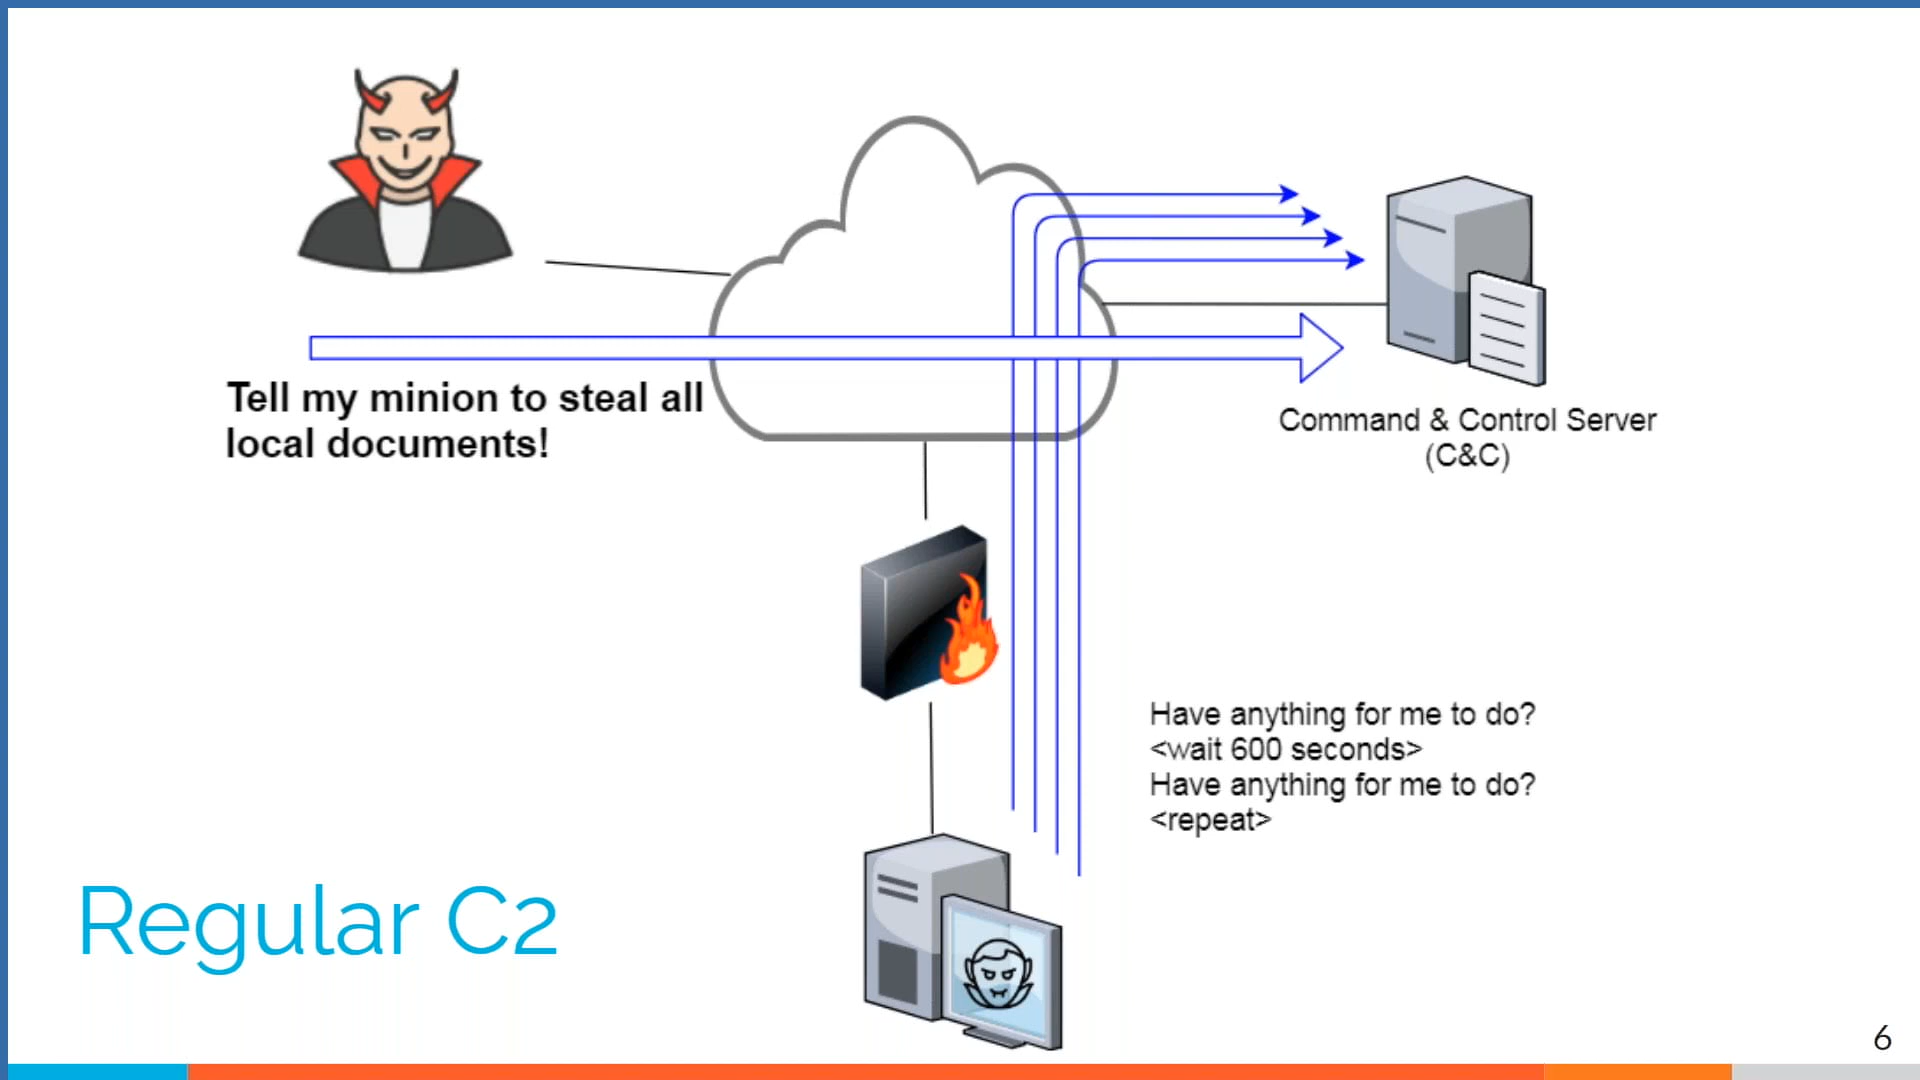 Tell my minion to steal all
local documents!
Command & Control Server
(C&C)
Have anything for me to do?
<wait 600 seconds>
Have anything for me to do?
<repeat>
Regular C2
6